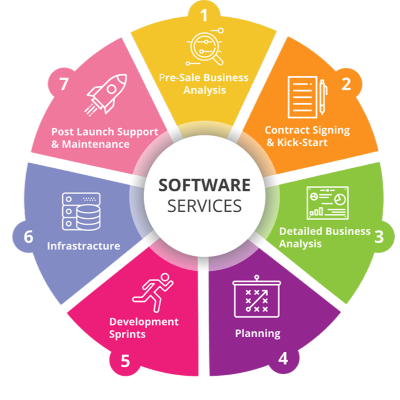 1
Pre-Sale Business
Analysis
2
Contract Signing
& Kick-Start
Detailed Business
Analysis
3
Planning
4
Development
Sprints
5
6
Infrastracture
7
Post Launch Support
& Maintenance
SOFTWARE
SERVICES